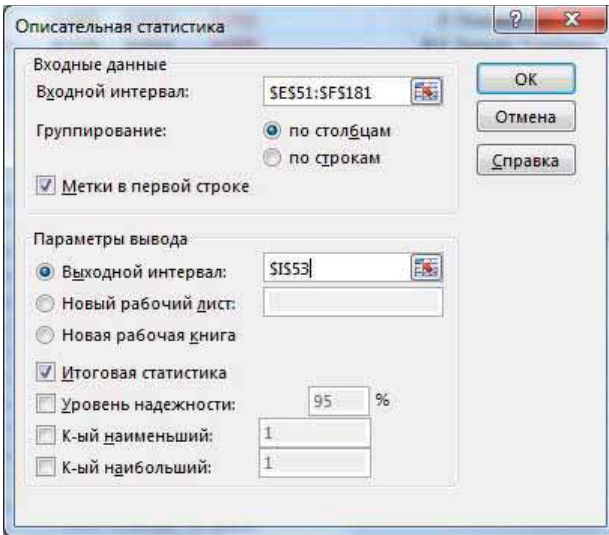 Описательная статистика
Входные данные
Входной интервал: $E$51:$F$181
Группирование: по столбцам
по строкам
Метки в первой строке
OK
Отмена
Справка
Параметры вывода
Выходной интервал: $I$53
Новый рабочий лист:
Новая рабочая книга
Итоговая статистика
Уровень надежности: 95 %
К-ый наименьший: 1
К-ый наибольший: 1